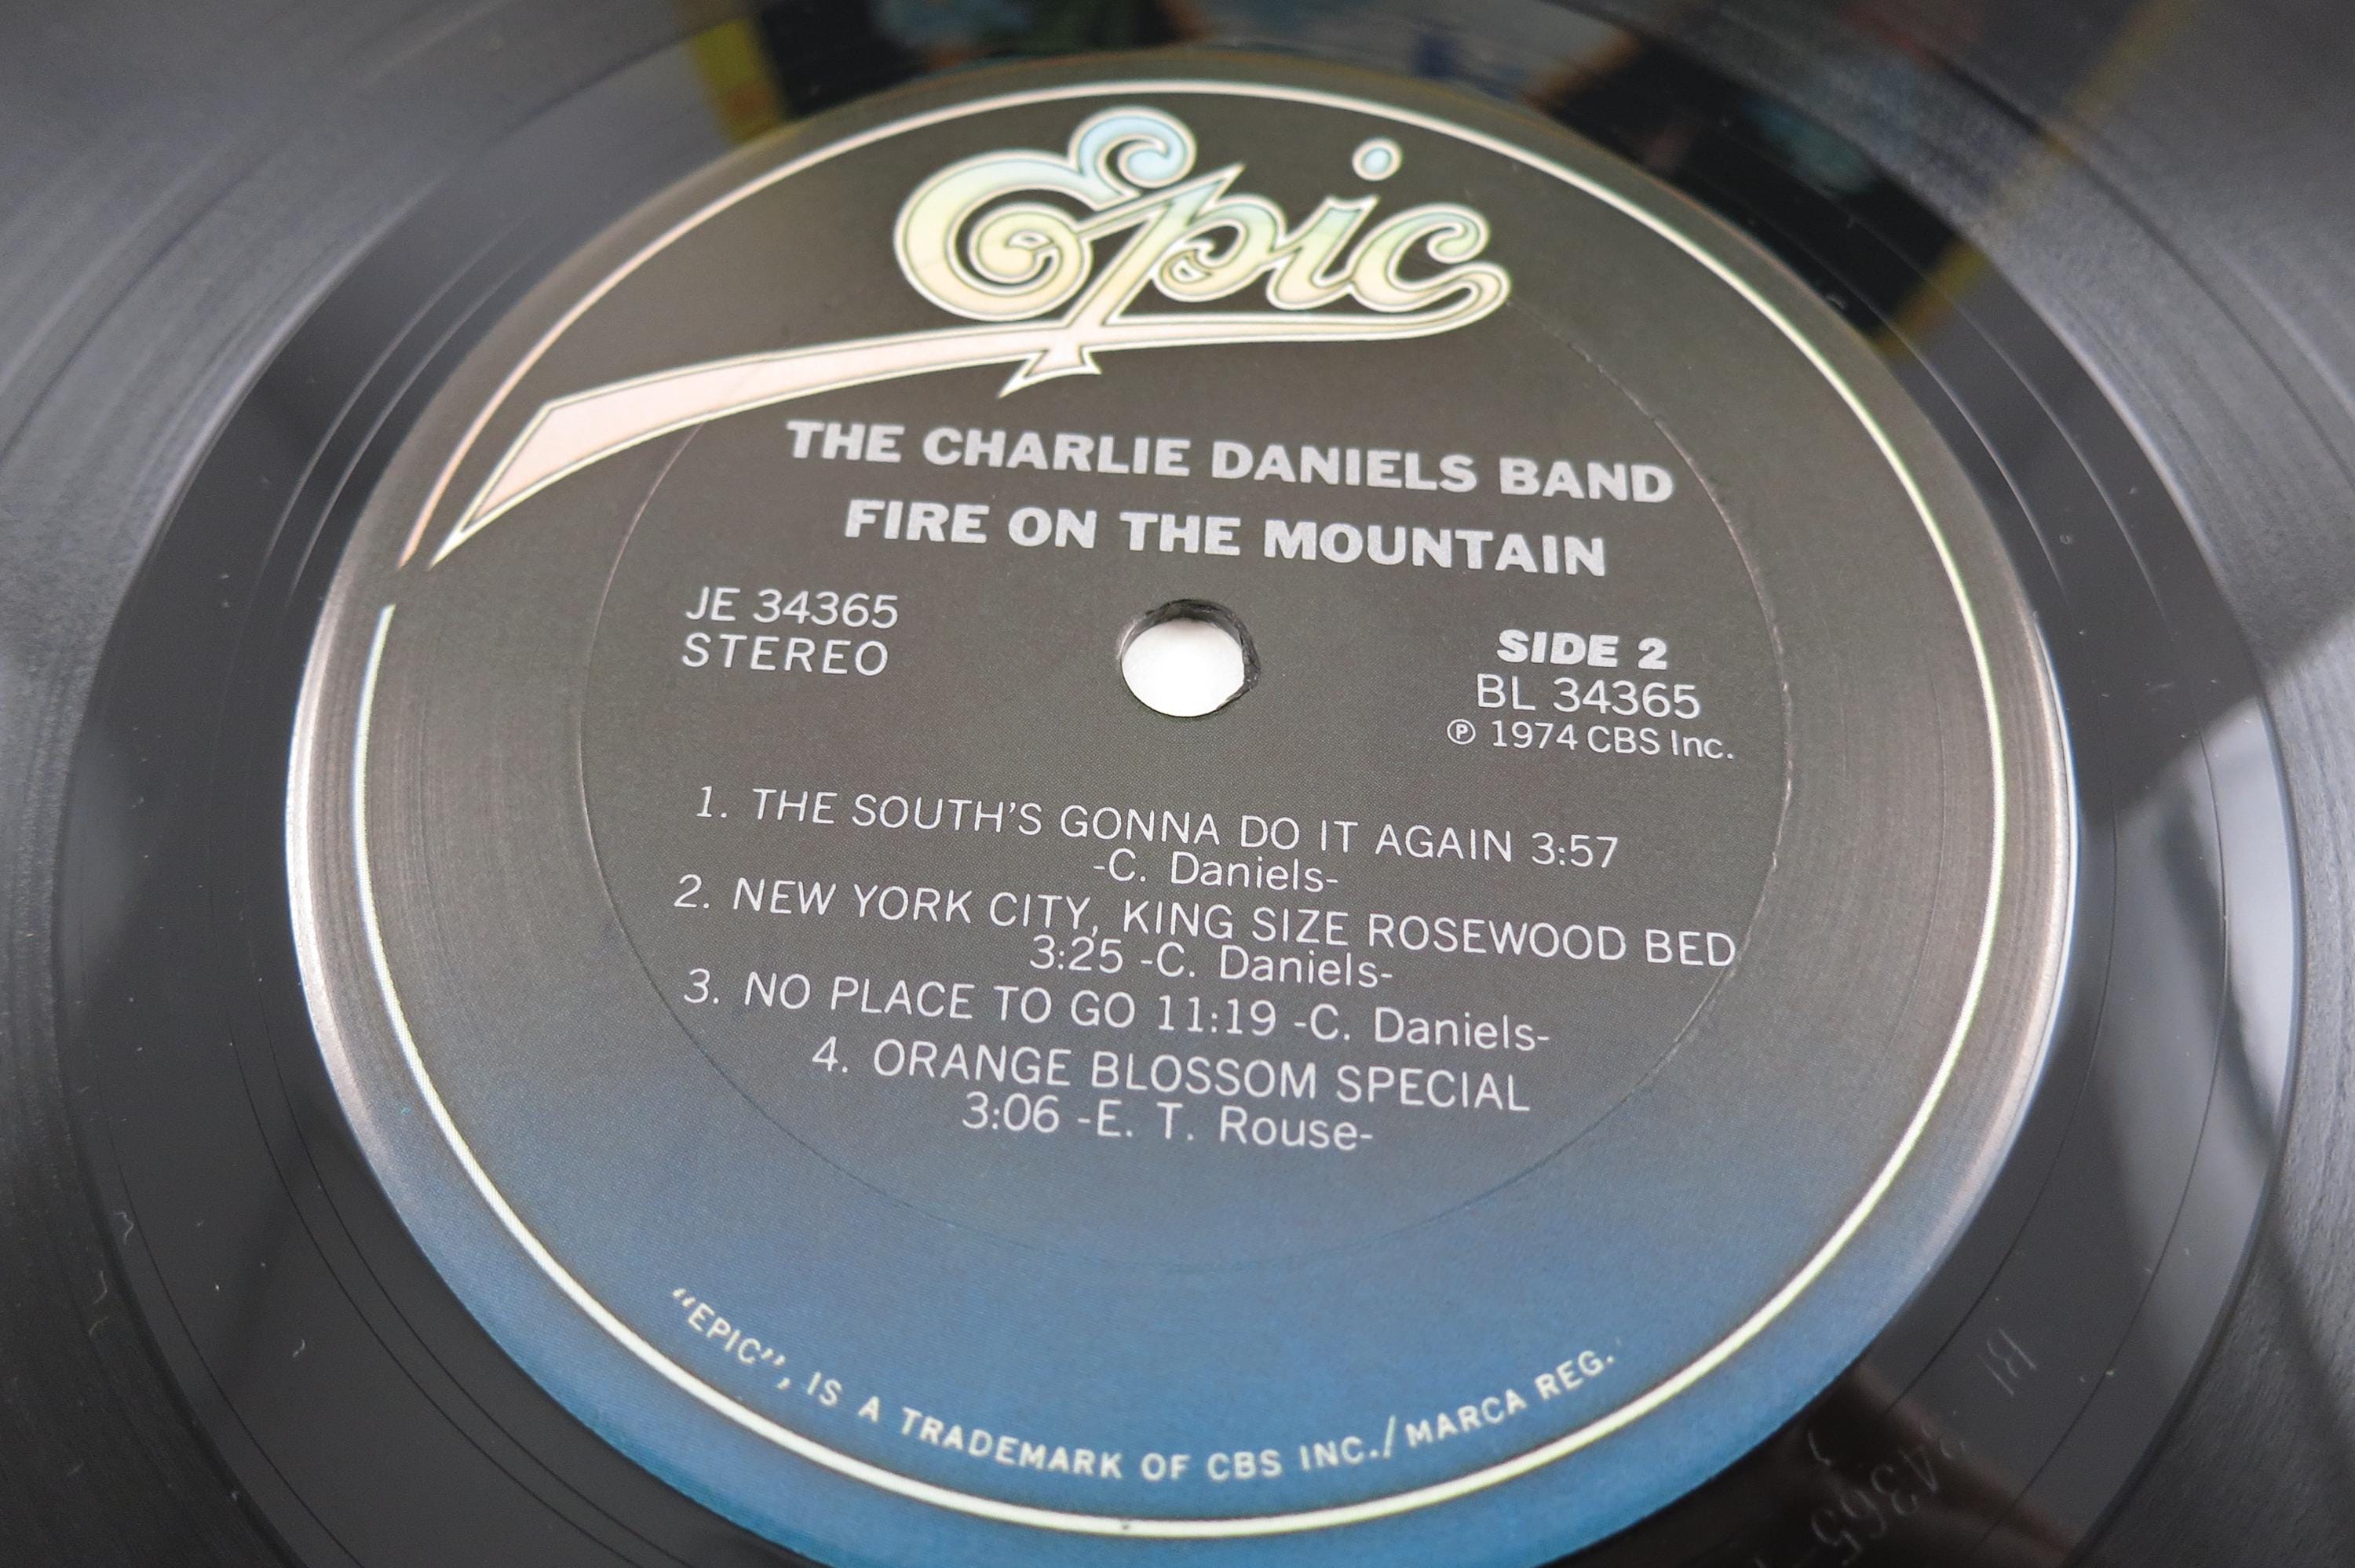 Epic
THE CHARLIE DANIELS BAND
FIRE ON THE MOUNTAIN
JE 34365
STEREO
SIDE 2
BL 34365
℗ 1974 CBS Inc.
1. THE SOUTH'S GONNA DO IT AGAIN 3:57
-C. Daniels-
2. NEW YORK CITY, KING SIZE ROSEWOOD BED
3:25 -C. Daniels-
3. NO PLACE TO GO 11:19 -C. Daniels-
4. ORANGE BLOSSOM SPECIAL
3:06 -E. T. Rouse-
"EPIC", IS A TRADEMARK OF CBS INC./MARCA REG.